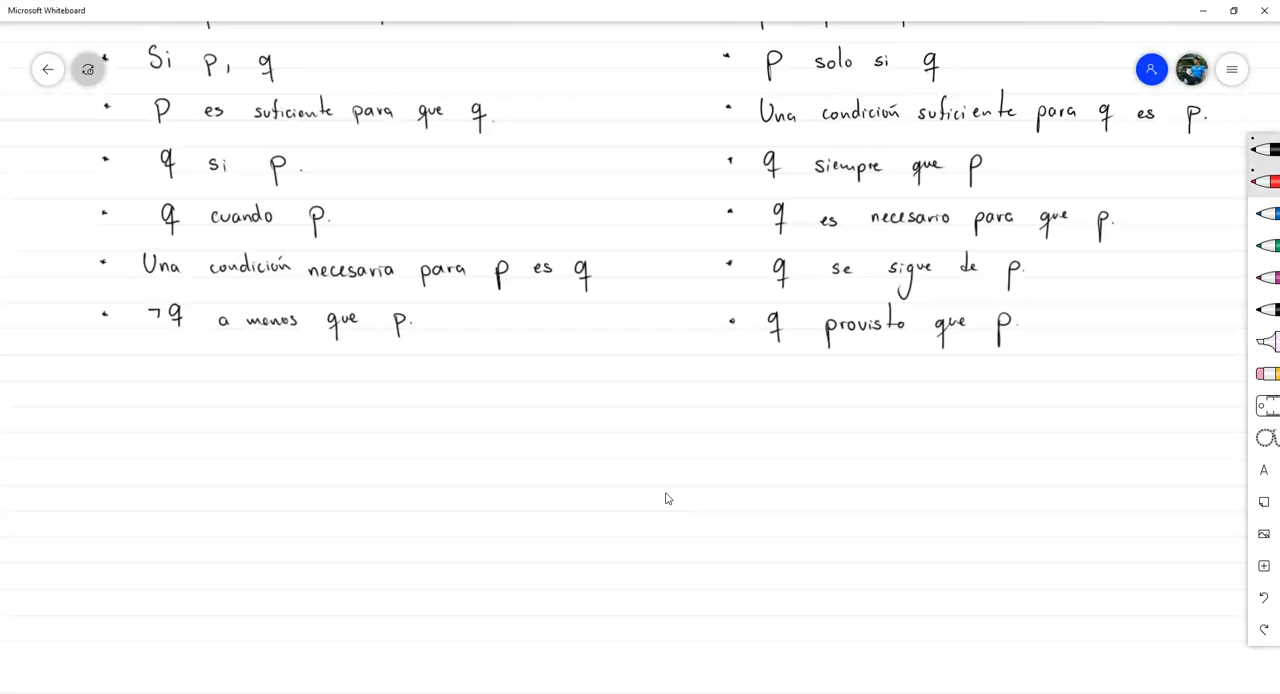 Microsoft Whiteboard
• Si p, q
• p solo si q
• p es suficiente para que q.
• Una condición suficiente para q es p.
• q si p.
• q siempre que p
• q cuando p.
• q es necesario para que p.
• Una condición necesaria para p es q
• q se sigue de p.
• ¬q a menos que p.
• q provisto que p.
A